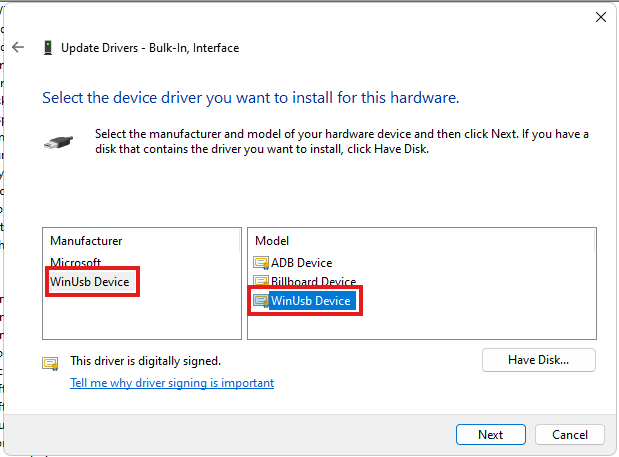 Update Drivers - Bulk-In, Interface
Select the device driver you want to install for this hardware.
Select the manufacturer and model of your hardware device and then click Next. If you have a
disk that contains the driver you want to install, click Have Disk.
Manufacturer
Microsoft
WinUsb Device
Model
ADB Device
Billboard Device
WinUsb Device
This driver is digitally signed.
Tell me why driver signing is important
Have Disk...
Next
Cancel